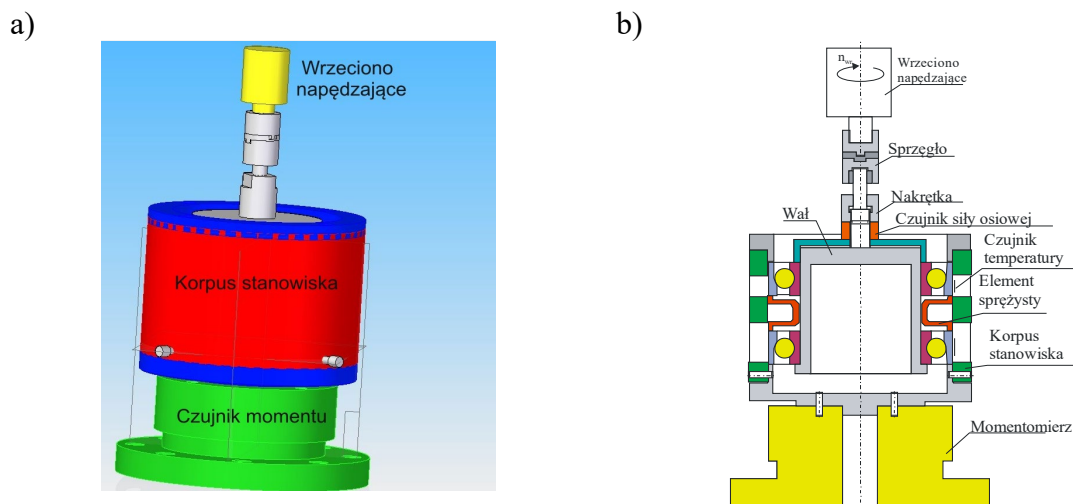 a)
Wrzeciono
napędzające
Korpus stanowiska
Czujnik momentu
b)
n wr
Wrzeciono
napędzające
Sprzęgło
Nakrętka
Wał
Czujnik siły osiowej
Czujnik
temperatury
Element
sprężysty
Korpus
stanowiska
Momentomierz